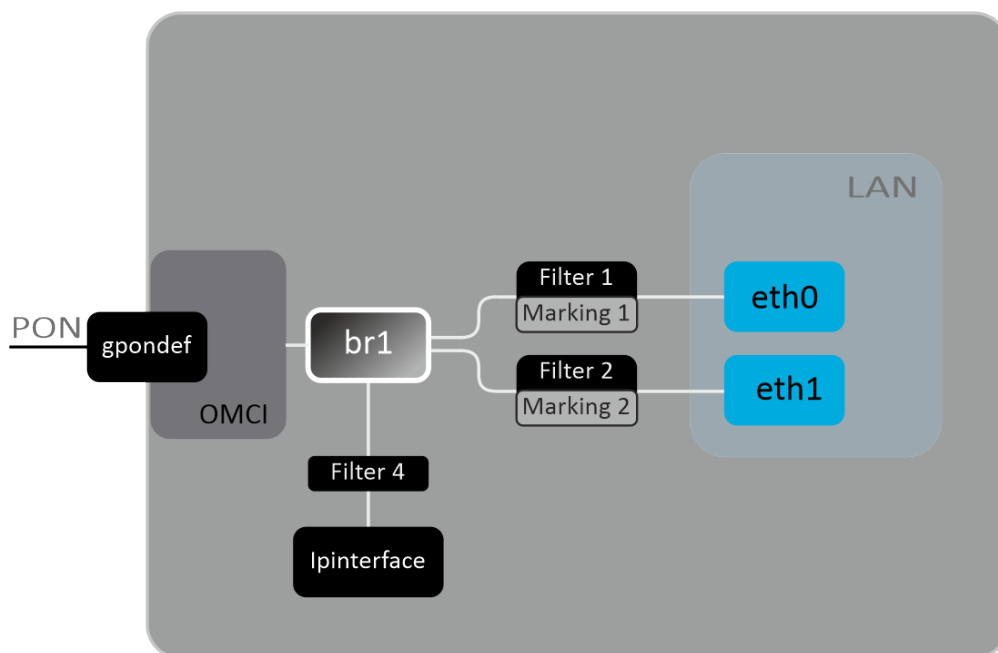 LAN
Filter 1
Marking 1
eth0
PON
gpondef
br1
Filter 2
Marking 2
eth1
OMCI
Filter 4
Ipinterface